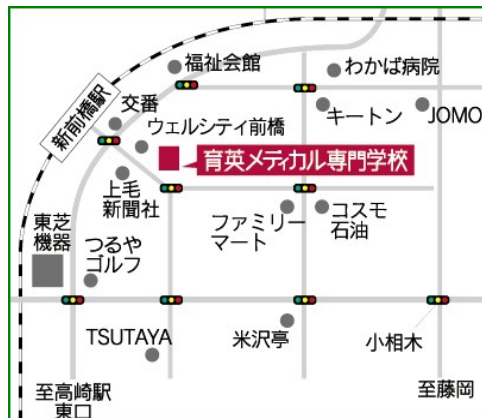 福祉会館
わかば病院
新前橋駅
交番
キートン
JOMO
ウェルシティ前橋
育英メディカル専門学校
上毛
新聞社
ファミリー
マート
コスモ
石油
東芝
機器
つるや
ゴルフ
TSUTAYA
米沢亭
小相木
至高崎駅
東口
至藤岡